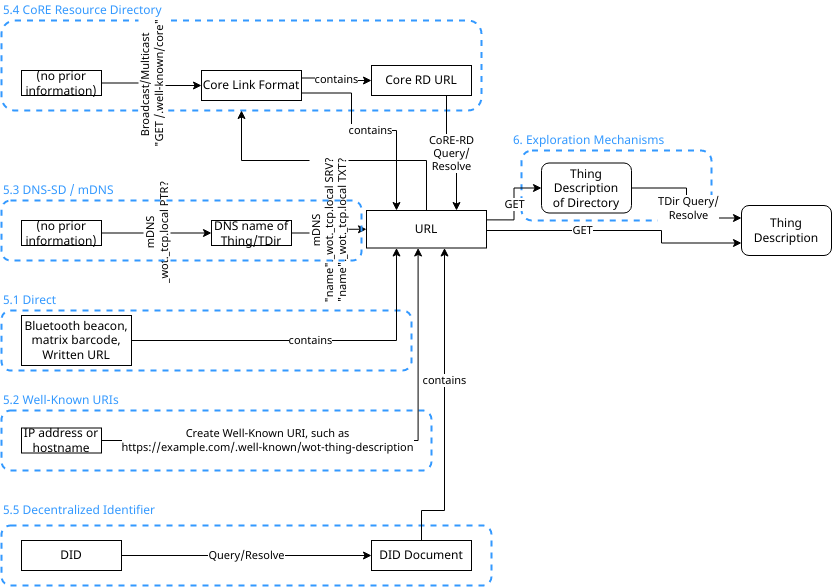 5.4 CoRE Resource Directory
(no prior
information)
Broadcast/Multicast
"GET /.well-known/core"
Core Link Format
contains
Core RD URL
contains
CoRE-RD
Query/
Resolve
6. Exploration Mechanisms
Thing
Description
of Directory
GET
TDir Query/
Resolve
GET
Thing
Description
5.3 DNS-SD / mDNS
(no prior
information)
mDNS
_wot._tcp.local PTR?
DNS name of
Thing/TDir
mDNS
"name"_wot._tcp.local SRV?
"name"_wot._tcp.local TXT?
URL
5.1 Direct
Bluetooth beacon,
matrix barcode,
Written URL
contains
contains
5.2 Well-Known URIs
IP address or
hostname
Create Well-Known URI, such as
https://example.com/.well-known/wot-thing-description
5.5 Decentralized Identifier
DID
Query/Resolve
DID Document